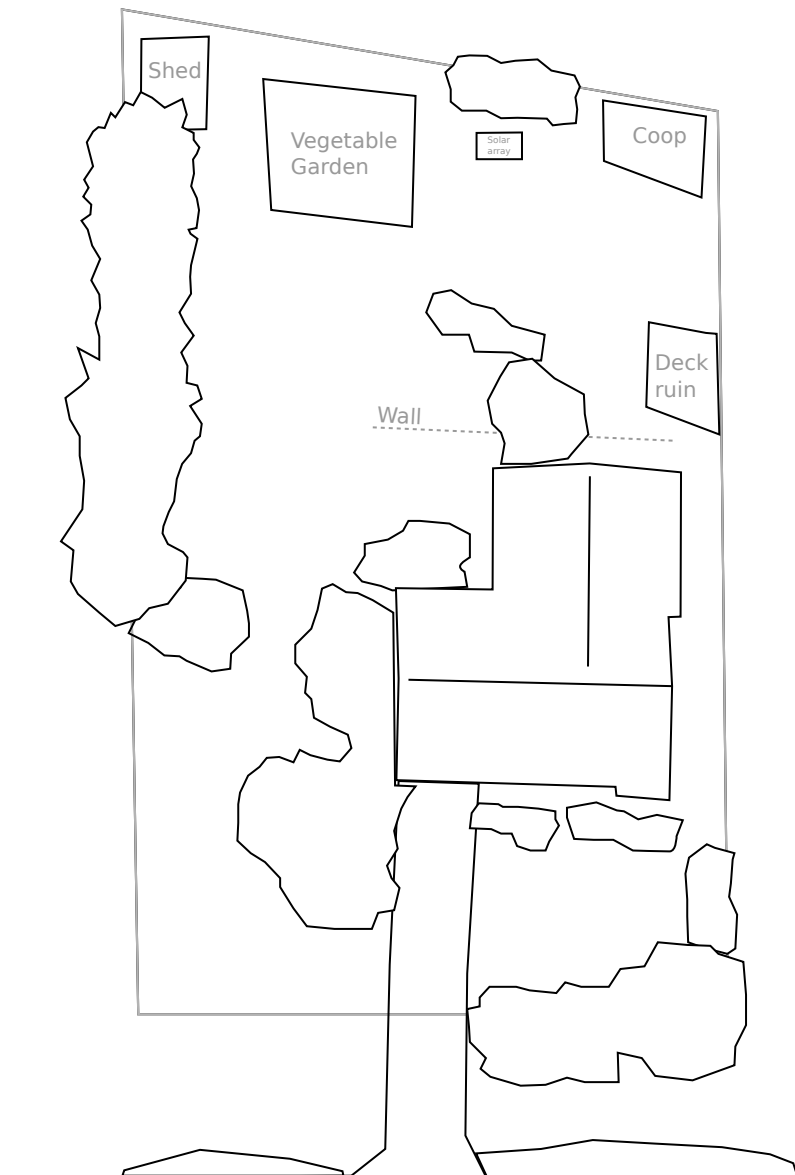 Shed
Vegetable
Garden
Solar
array
Coop
Deck
ruin
Wall